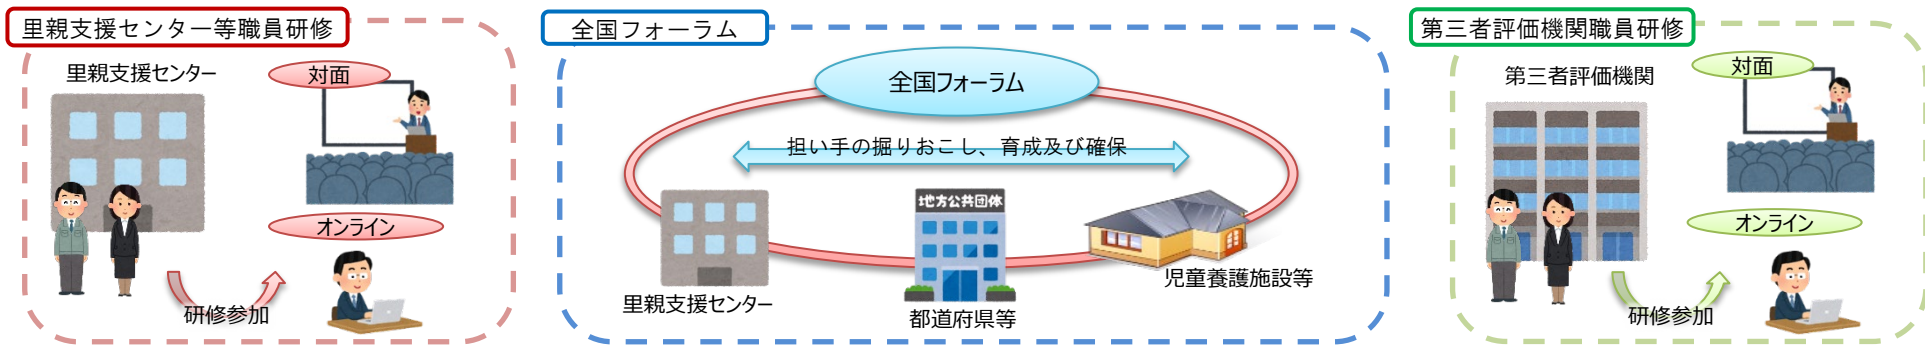 里親支援センター等職員研修
里親支援センター
対面
オンライン
研修参加
全国フォーラム
全国フォーラム
担い手の掘りおこし、育成及び確保
地方公共団体
里親支援センター
都道府県等
児童養護施設等
第三者評価機関職員研修
第三者評価機関
対面
オンライン
研修参加